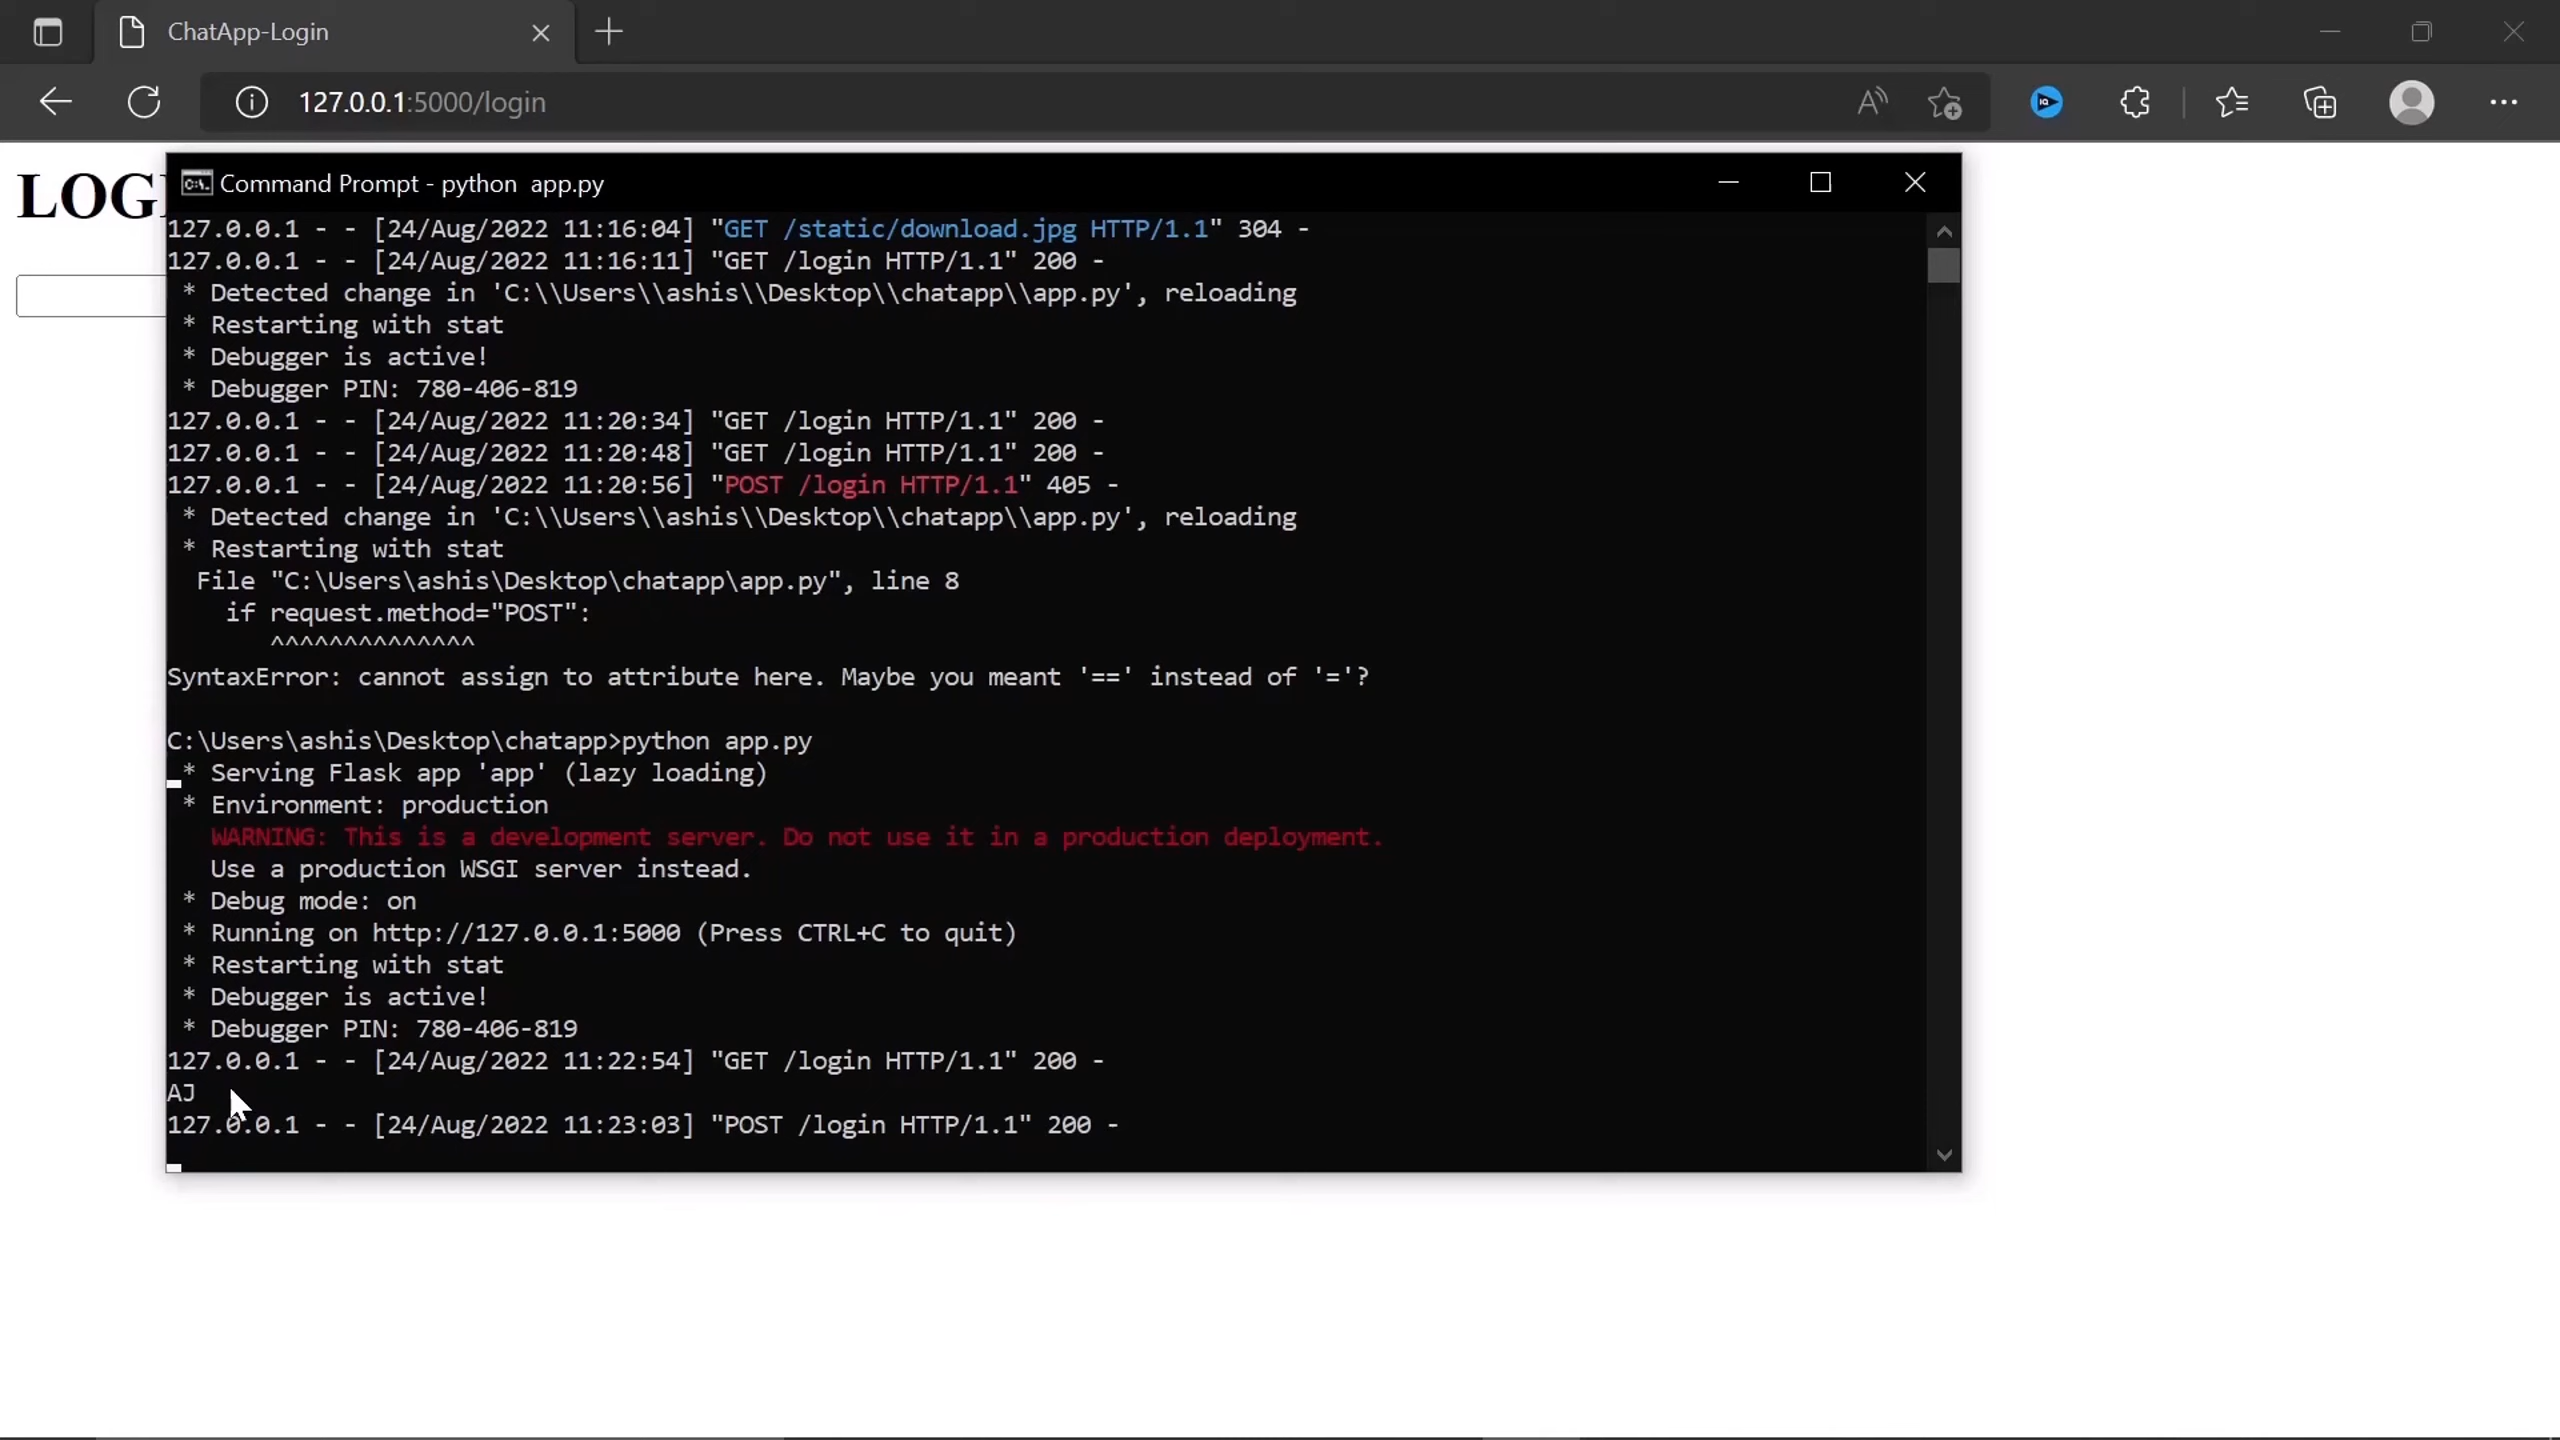 ChatApp-Login
127.0.0.1:5000/login
LOGI
Command Prompt - python app.py
127.0.0.1 - - [24/Aug/2022 11:16:04] "GET /static/download.jpg HTTP/1.1" 304 -
127.0.0.1 - - [24/Aug/2022 11:16:11] "GET /login HTTP/1.1" 200 -
* Detected change in 'C:\\Users\\ashis\\Desktop\\chatapp\\app.py', reloading
* Restarting with stat
* Debugger is active!
* Debugger PIN: 780-406-819
127.0.0.1 - - [24/Aug/2022 11:20:34] "GET /login HTTP/1.1" 200 -
127.0.0.1 - - [24/Aug/2022 11:20:48] "GET /login HTTP/1.1" 200 -
127.0.0.1 - - [24/Aug/2022 11:20:56] "POST /login HTTP/1.1" 405 -
* Detected change in 'C:\\Users\\ashis\\Desktop\\chatapp\\app.py', reloading
* Restarting with stat
File "C:\Users\ashis\Desktop\chatapp\app.py", line 8
if request.method="POST":
^^^^^^^^^^^^^^
SyntaxError: cannot assign to attribute here. Maybe you meant '==' instead of '='?
C:\Users\ashis\Desktop\chatapp>python app.py
* Serving Flask app 'app' (lazy loading)
* Environment: production
WARNING: This is a development server. Do not use it in a production deployment.
Use a production WSGI server instead.
* Debug mode: on
* Running on http://127.0.0.1:5000 (Press CTRL+C to quit)
* Restarting with stat
* Debugger is active!
* Debugger PIN: 780-406-819
127.0.0.1 - - [24/Aug/2022 11:22:54] "GET /login HTTP/1.1" 200 -
AJ
127.0.0.1 - - [24/Aug/2022 11:23:03] "POST /login HTTP/1.1" 200 -